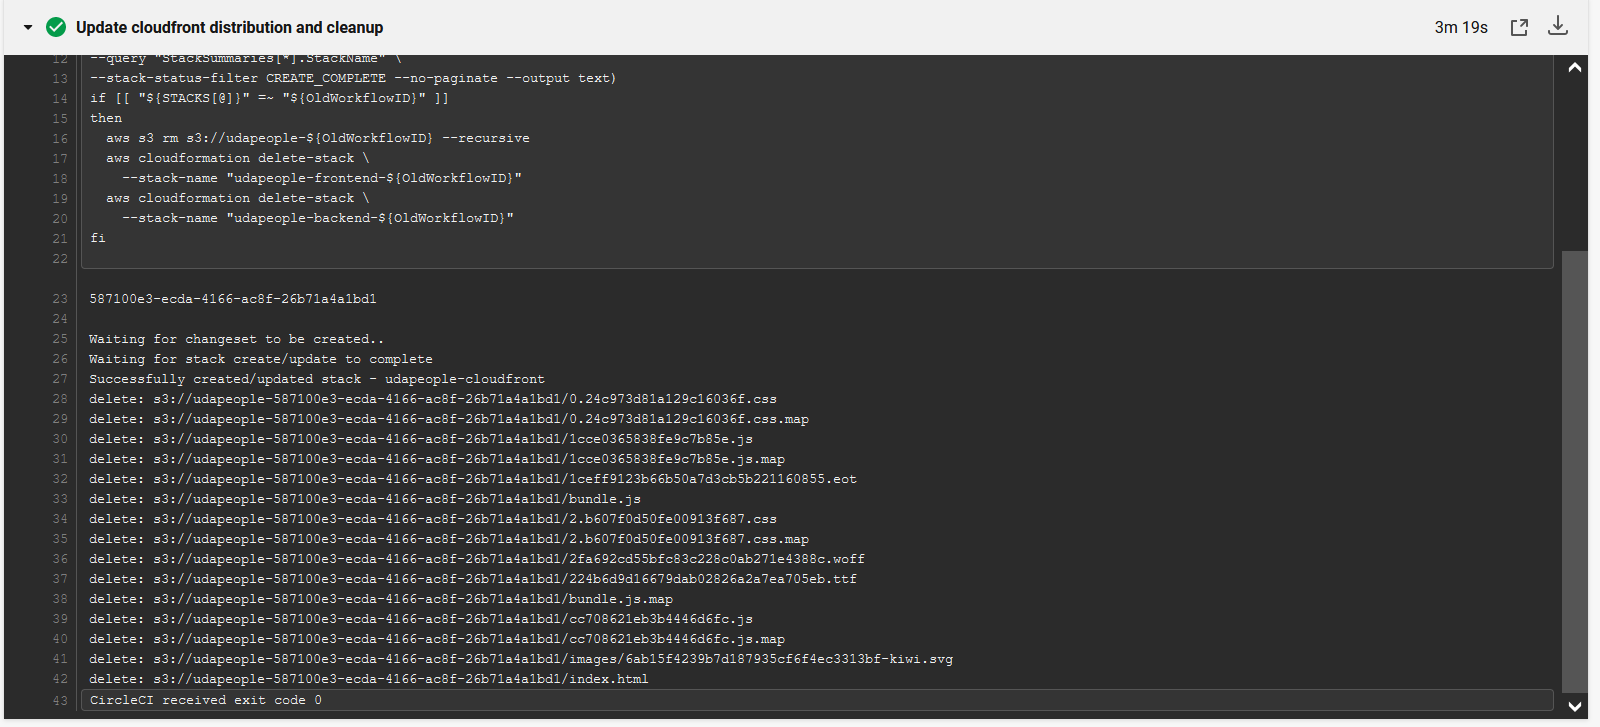 Update cloudfront distribution and cleanup
3m 19s
12 --query "StackSummaries[*].StackName" \
13 --stack-status-filter CREATE_COMPLETE --no-paginate --output text)
14 if [[ "${STACKS[@]}" =~ "${OldWorkflowID}" ]]
15 then
16   aws s3 rm s3://udapeople-${OldWorkflowID} --recursive
17   aws cloudformation delete-stack \
18     --stack-name "udapeople-frontend-${OldWorkflowID}"
19   aws cloudformation delete-stack \
20     --stack-name "udapeople-backend-${OldWorkflowID}"
21 fi
22
23 587100e3-ecda-4166-ac8f-26b71a4a1bd1
24
25 Waiting for changeset to be created..
26 Waiting for stack create/update to complete
27 Successfully created/updated stack - udapeople-cloudfront
28 delete: s3://udapeople-587100e3-ecda-4166-ac8f-26b71a4a1bd1/0.24c973d81a129c16036f.css
29 delete: s3://udapeople-587100e3-ecda-4166-ac8f-26b71a4a1bd1/0.24c973d81a129c16036f.css.map
30 delete: s3://udapeople-587100e3-ecda-4166-ac8f-26b71a4a1bd1/1cce0365838fe9c7b85e.js
31 delete: s3://udapeople-587100e3-ecda-4166-ac8f-26b71a4a1bd1/1cce0365838fe9c7b85e.js.map
32 delete: s3://udapeople-587100e3-ecda-4166-ac8f-26b71a4a1bd1/1ceff9123b66b50a7d3cb5b221160855.eot
33 delete: s3://udapeople-587100e3-ecda-4166-ac8f-26b71a4a1bd1/bundle.js
34 delete: s3://udapeople-587100e3-ecda-4166-ac8f-26b71a4a1bd1/2.b607f0d50fe00913f687.css
35 delete: s3://udapeople-587100e3-ecda-4166-ac8f-26b71a4a1bd1/2.b607f0d50fe00913f687.css.map
36 delete: s3://udapeople-587100e3-ecda-4166-ac8f-26b71a4a1bd1/2fa692cd55bfc83c228c0ab271e4388c.woff
37 delete: s3://udapeople-587100e3-ecda-4166-ac8f-26b71a4a1bd1/224b6d9d16679dab02826a2a7ea705eb.ttf
38 delete: s3://udapeople-587100e3-ecda-4166-ac8f-26b71a4a1bd1/bundle.js.map
39 delete: s3://udapeople-587100e3-ecda-4166-ac8f-26b71a4a1bd1/cc708621eb3b4446d6fc.js
40 delete: s3://udapeople-587100e3-ecda-4166-ac8f-26b71a4a1bd1/cc708621eb3b4446d6fc.js.map
41 delete: s3://udapeople-587100e3-ecda-4166-ac8f-26b71a4a1bd1/images/6ab15f4239b7d187935cf6f4ec3313bf-kiwi.svg
42 delete: s3://udapeople-587100e3-ecda-4166-ac8f-26b71a4a1bd1/index.html
43 CircleCI received exit code 0